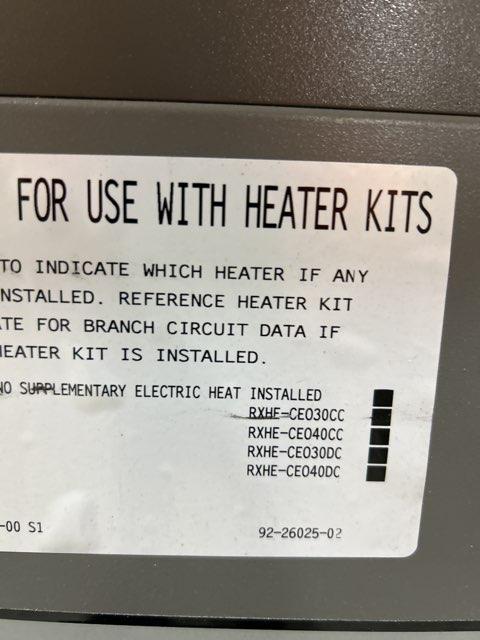 FOR USE WITH HEATER KITS
TO INDICATE WHICH HEATER IF ANY
NSTALLED. REFERENCE HEATER KIT
ATE FOR BRANCH CIRCUIT DATA IF
HEATER KIT IS INSTALLED.
NO SUPPLEMENTARY ELECTRIC HEAT INSTALLED
RXHE-CE030CC
RXHE-CE040CC
RXHE-CE030DC
RXHE-CE040DC
-00 S1
92-26025-02